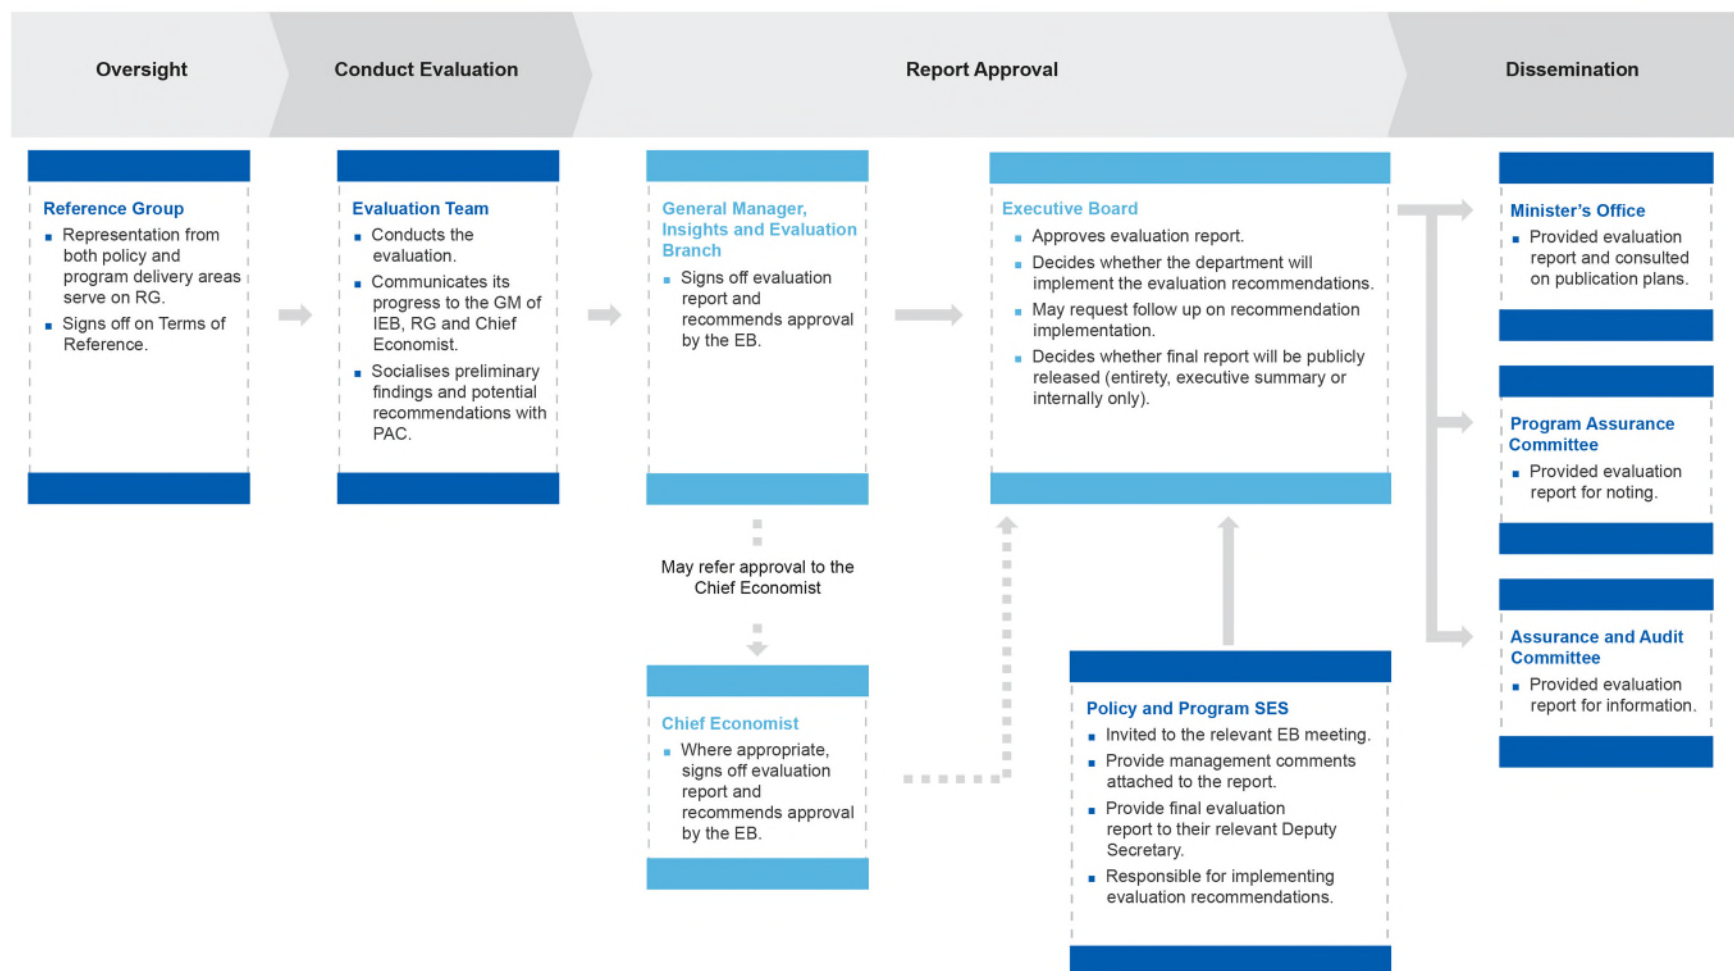 Oversight
Conduct Evaluation
Report Approval
Dissemination
Reference Group
▪ Representation from
both policy and
program delivery areas
serve on RG.
▪ Signs off on Terms of
Reference.
Evaluation Team
▪ Conducts the
evaluation.
▪ Communicates its
progress to the GM of
IEB, RG and Chief
Economist.
▪ Socialises preliminary
findings and potential
recommendations with
PAC.
General Manager,
Insights and Evaluation
Branch
▪ Signs off evaluation
report and
recommends approval
by the EB.
May refer approval to the
Chief Economist
Chief Economist
▪ Where appropriate,
signs off evaluation
report and
recommends approval
by the EB.
Executive Board
▪ Approves evaluation report.
▪ Decides whether the department will
implement the evaluation recommendations.
▪ May request follow up on recommendation
implementation.
▪ Decides whether final report will be publicly
released (entirety, executive summary or
internally only).
Policy and Program SES
▪ Invited to the relevant EB meeting.
▪ Provide management comments
attached to the report.
▪ Provide final evaluation
report to their relevant Deputy
Secretary.
▪ Responsible for implementing
evaluation recommendations.
Minister’s Office
▪ Provided evaluation
report and consulted
on publication plans.
Program Assurance
Committee
▪ Provided evaluation
report for noting.
Assurance and Audit
Committee
▪ Provided evaluation
report for information.